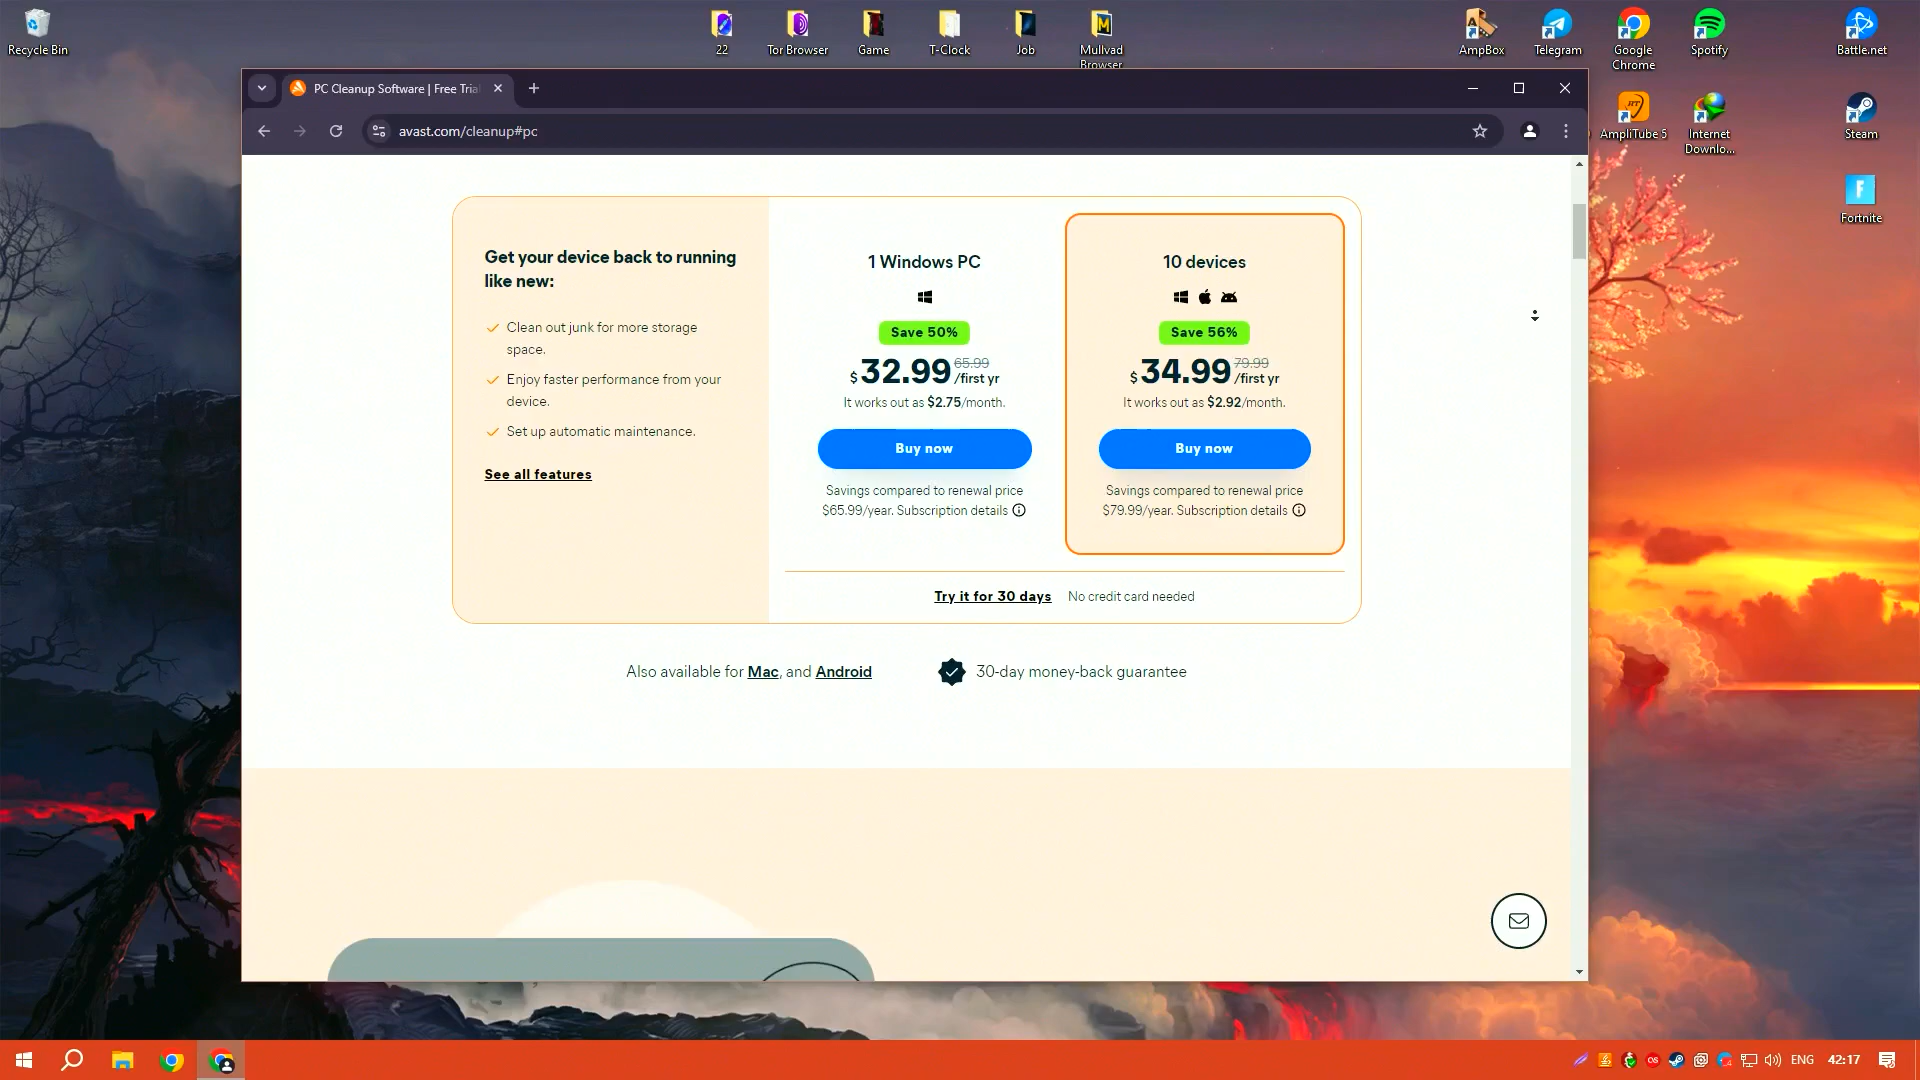 Recycle Bin
22
Tor Browser
Game
T-Clock
Job
Mullvad
Browser
AmpBox
Telegram
Google
Chrome
Spotify
Battle.net
AmpliTube 5
Internet
Downlo...
Steam
Fortnite
PC Cleanup Software | Free Tria
avast.com/cleanup#pc
Get your device back to running
like new:
Clean out junk for more storage
space.
Enjoy faster performance from your
device.
Set up automatic maintenance.
See all features
1 Windows PC
Save 50%
$ 32.99 65.99 /first yr
It works out as $2.75/month.
Buy now
Savings compared to renewal price
$65.99/year. Subscription details
10 devices
Save 56%
$ 34.99 79.99 /first yr
It works out as $2.92/month.
Buy now
Savings compared to renewal price
$79.99/year. Subscription details
Try it for 30 days No credit card needed
Also available for Mac, and Android
30-day money-back guarantee
ENG 42:17